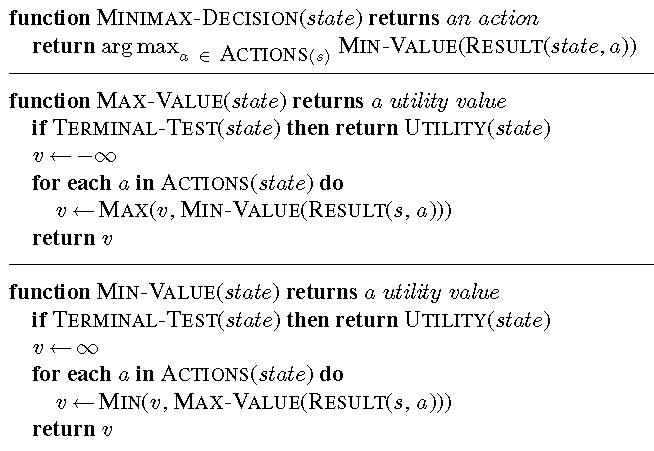 function MINIMAX-DECISION(state) returns an action
return arg max a ∈ ACTIONS(s) MIN-VALUE(RESULT(state, a))
function MAX-VALUE(state) returns a utility value
if TERMINAL-TEST(state) then return UTILITY(state)
v ← −∞
for each a in ACTIONS(state) do
v ← MAX(v, MIN-VALUE(RESULT(s, a)))
return v
function MIN-VALUE(state) returns a utility value
if TERMINAL-TEST(state) then return UTILITY(state)
v ← ∞
for each a in ACTIONS(state) do
v ← MIN(v, MAX-VALUE(RESULT(s, a)))
return v